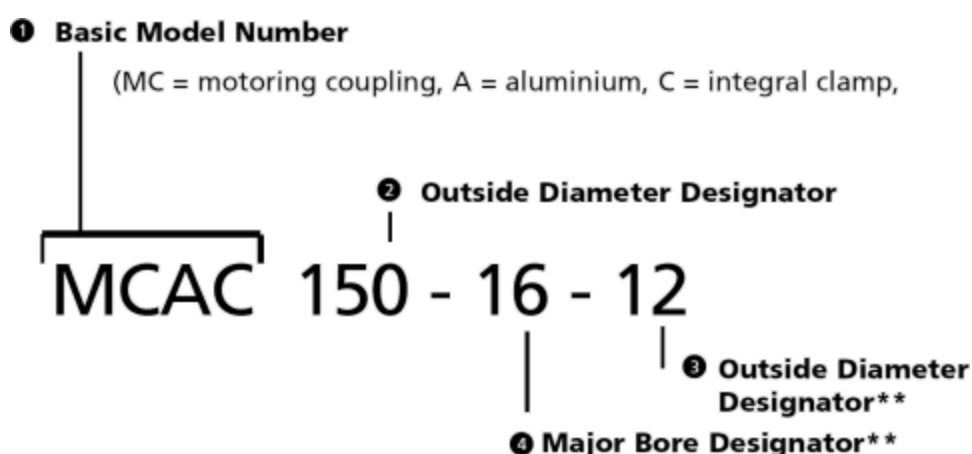 ❶ Basic Model Number
(MC = motoring coupling, A = aluminium, C = integral clamp,
❷ Outside Diameter Designator
MCAC 150 - 16 - 12
❸ Outside Diameter
Designator**
❹ Major Bore Designator**